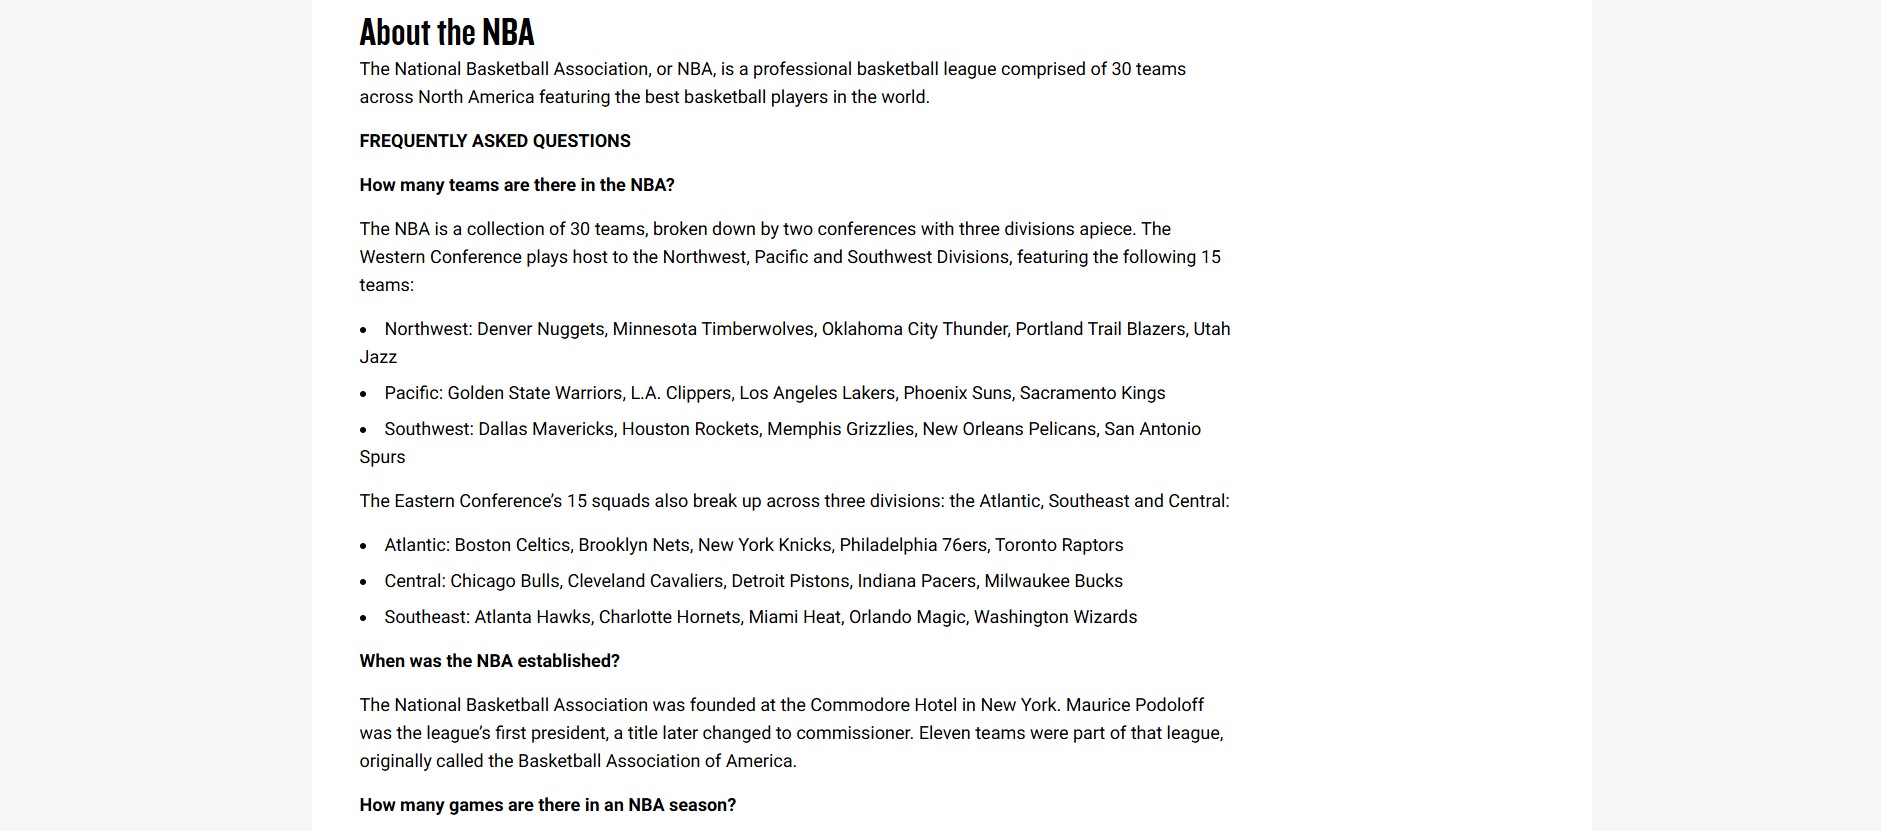 About the NBA
The National Basketball Association, or NBA, is a professional basketball league comprised of 30 teams
across North America featuring the best basketball players in the world.
FREQUENTLY ASKED QUESTIONS
How many teams are there in the NBA?
The NBA is a collection of 30 teams, broken down by two conferences with three divisions apiece. The
Western Conference plays host to the Northwest, Pacific and Southwest Divisions, featuring the following 15
teams:
• Northwest: Denver Nuggets, Minnesota Timberwolves, Oklahoma City Thunder, Portland Trail Blazers, Utah
Jazz
• Pacific: Golden State Warriors, L.A. Clippers, Los Angeles Lakers, Phoenix Suns, Sacramento Kings
• Southwest: Dallas Mavericks, Houston Rockets, Memphis Grizzlies, New Orleans Pelicans, San Antonio
Spurs
The Eastern Conference’s 15 squads also break up across three divisions: the Atlantic, Southeast and Central:
• Atlantic: Boston Celtics, Brooklyn Nets, New York Knicks, Philadelphia 76ers, Toronto Raptors
• Central: Chicago Bulls, Cleveland Cavaliers, Detroit Pistons, Indiana Pacers, Milwaukee Bucks
• Southeast: Atlanta Hawks, Charlotte Hornets, Miami Heat, Orlando Magic, Washington Wizards
When was the NBA established?
The National Basketball Association was founded at the Commodore Hotel in New York. Maurice Podoloff
was the league’s first president, a title later changed to commissioner. Eleven teams were part of that league,
originally called the Basketball Association of America.
How many games are there in an NBA season?